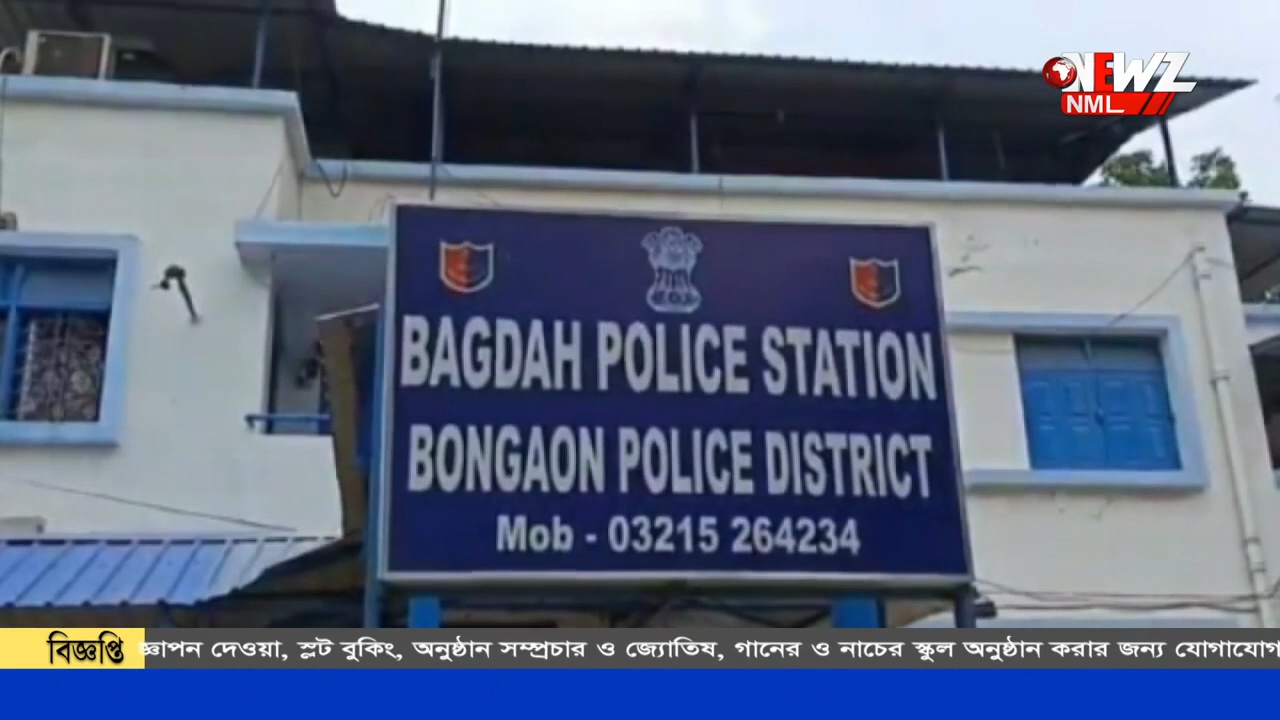 NEWZ
NML
BAGDAH POLICE STATION
BONGAON POLICE DISTRICT
Mob - 03215 264234
বিজ্ঞপ্তি
জ্ঞাপন দেওয়া, স্লট বুকিং, অনুষ্ঠান সম্প্রচার ও জ্যোতিষ, গানের ও নাচের স্কুল অনুষ্ঠান করার জন্য যোগাযোগ